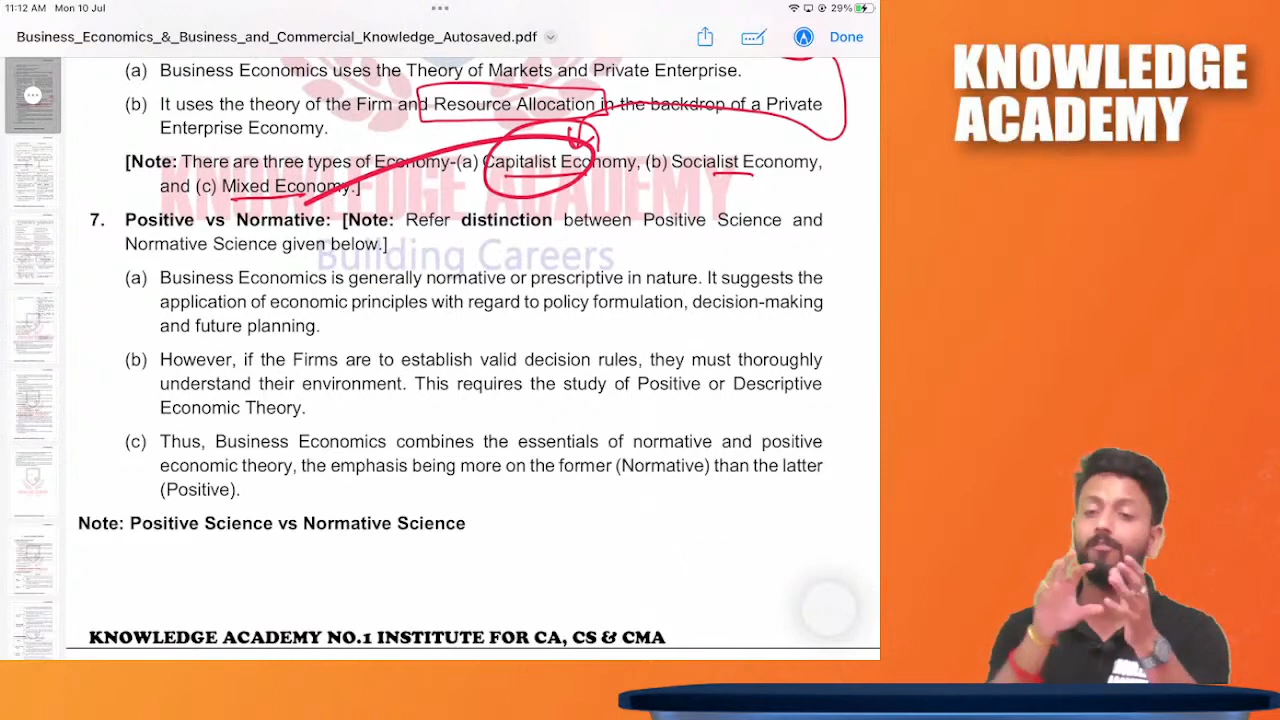 11:12 AM Mon 10 Jul
29%
Business_Economics_&_Business_and_Commercial_Knowledge_Autosaved.pdf
Done
KNOWLEDGE
ACADEMY
(a) Business Economics uses the Theory of Markets and Private Enterprise.
(b) It uses the theory of the Firm and Resource Allocation in the backdrop of a Private
Enterprise Economy.
[Note: There are three types of Economy-(a) Capitalist Economy, (b) Socialist Economy,
and (c) Mixed Economy.]
7. Positive vs Normative: [Note: Refer Distinction between Positive Science and
Normative Science given below.]
(a) Business Economics is generally normative or prescriptive in nature. It suggests the
application of economic principles with regard to policy formulation, decision-making
and future planning.
(b) However, if the Firms are to establish valid decision rules, they must thoroughly
understand their environment. This requires the study of Positive or Descriptive
Economic Theory.
(c) Thus, Business Economics combines the essentials of normative and positive
economic theory, the emphasis being more on the former (Normative) than the latter
(Positive).
Building Careers
Note: Positive Science vs Normative Science
KNOWLEDGE ACADEMY NO.1 INSTITUTE FOR CA, CS & CMA